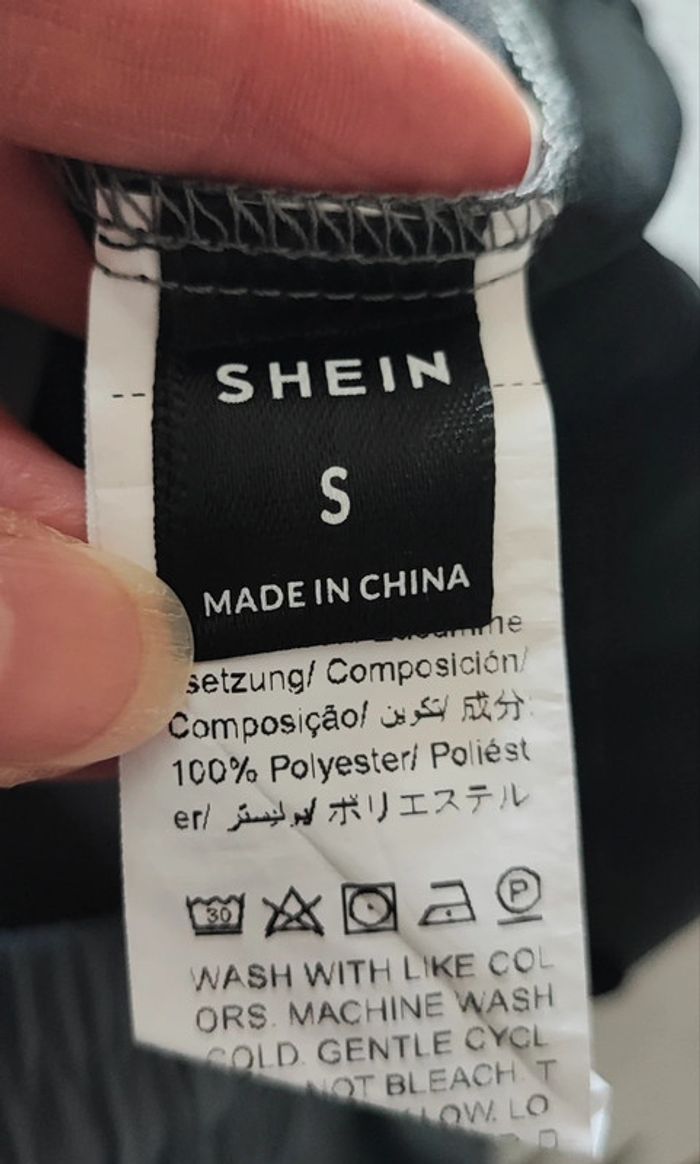 SHEIN
S
MADE IN CHINA
setzung/ Composición/
Composição/ تكوين/ 成分
100% Polyester/ Poliést
er/ بوليستر/ ポリエステル
30 P
WASH WITH LIKE COL
ORS. MACHINE WASH
COLD. GENTLE CYCL
NOT BLEACH. T
LOW. LO